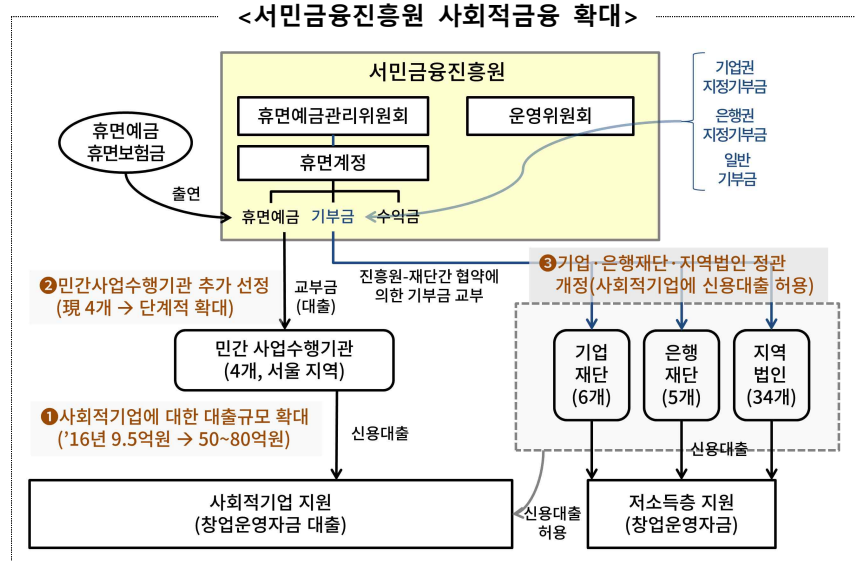 <서민금융진흥원 사회적금융 확대>
서민금융진흥원
휴면예금관리위원회
운영위원회
휴면계정
휴면예금
휴면보험금
출연
휴면예금
기부금
수익금
기업권
지정기부금
은행권
지정기부금
일반
기부금
❷민간사업수행기관 추가 선정
(現 4개 → 단계적 확대)
교부금
(대출)
진흥원-재단간 협약에
의한 기부금 교부
❸기업·은행재단·지역법인 정관
개정(사회적기업에 신용대출 허용)
민간 사업수행기관
(4개, 서울 지역)
기업
재단
(6개)
은행
재단
(5개)
지역
법인
(34개)
❶사회적기업에 대한 대출규모 확대
(’16년 9.5억원 → 50~80억원)
신용대출
신용대출
사회적기업 지원
(창업운영자금 대출)
신용대출
허용
저소득층 지원
(창업운영자금)